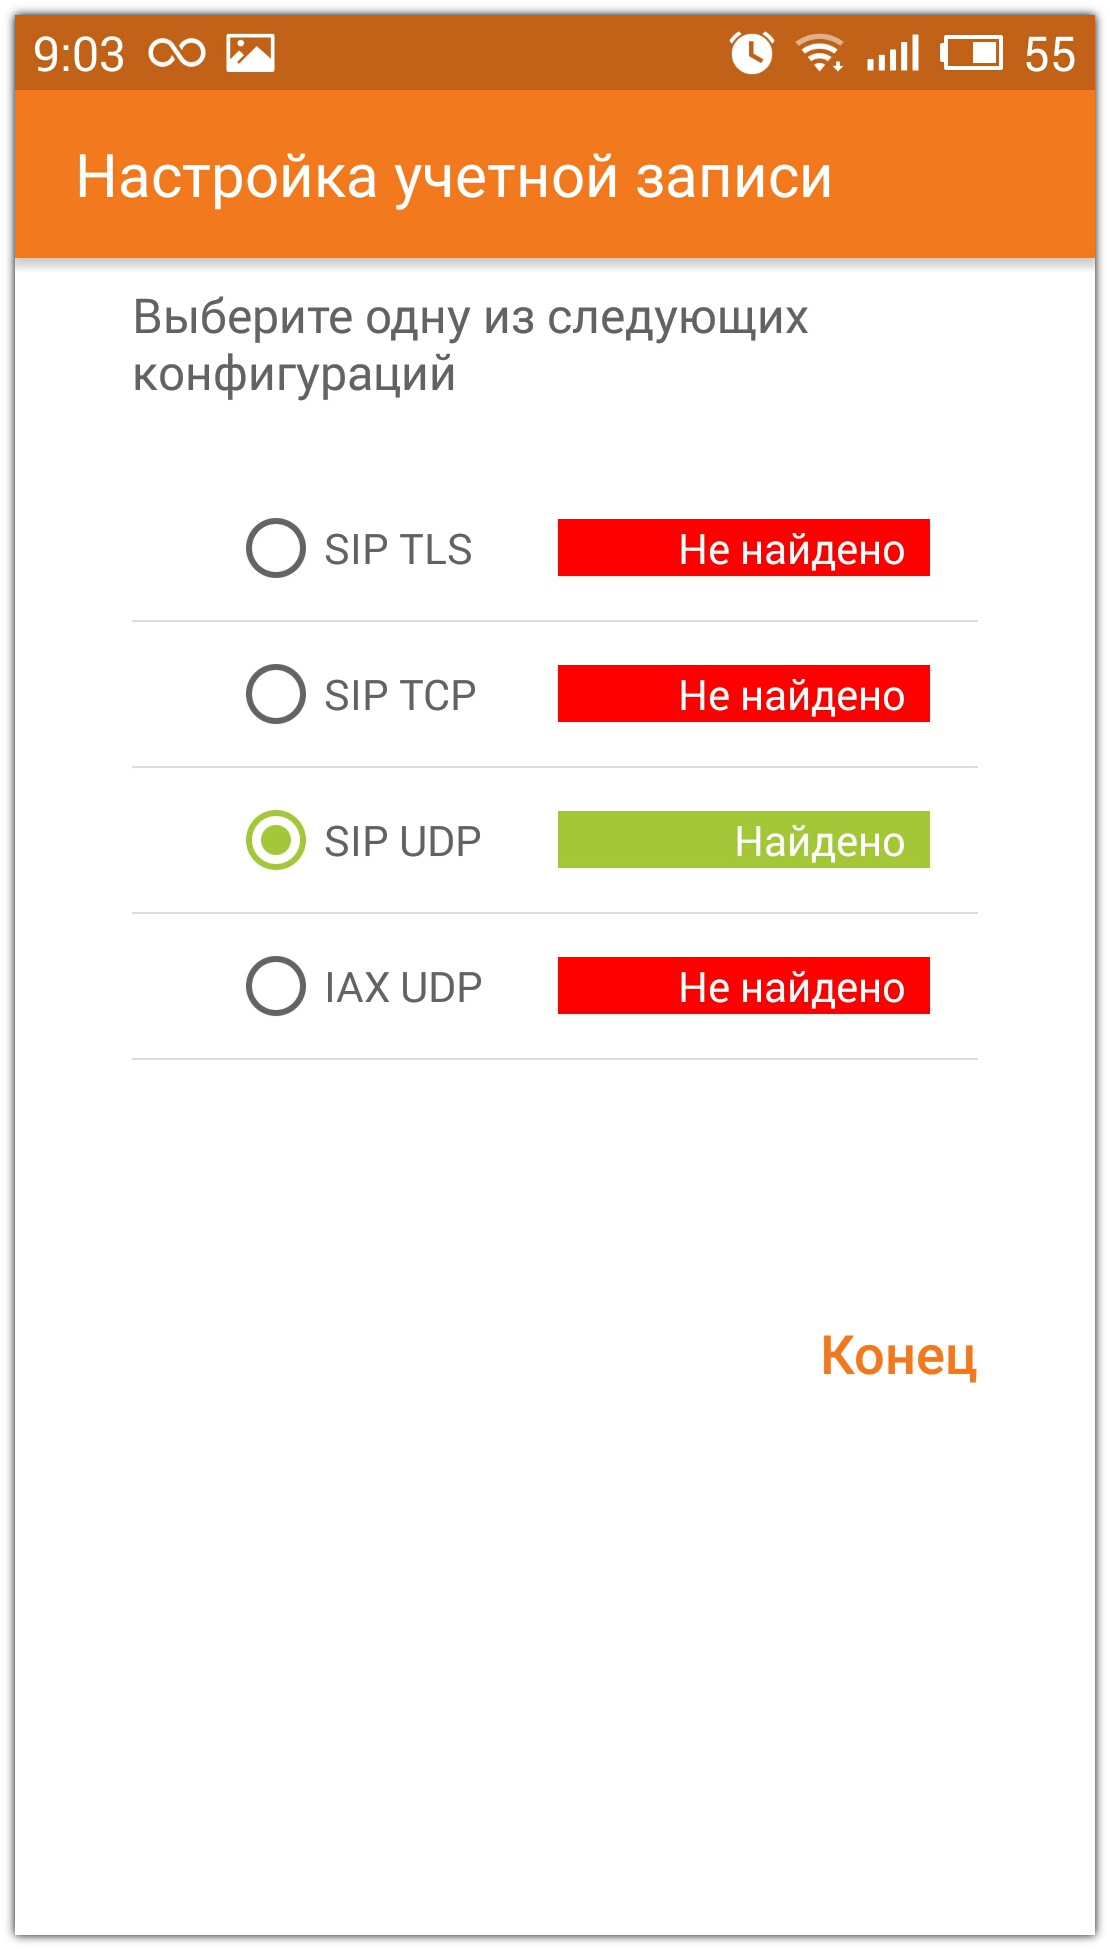 9:03 55
Настройка учетной записи
Выберите одну из следующих
конфигураций
SIP TLS Не найдено
SIP TCP Не найдено
SIP UDP Найдено
IAX UDP Не найдено
Конец